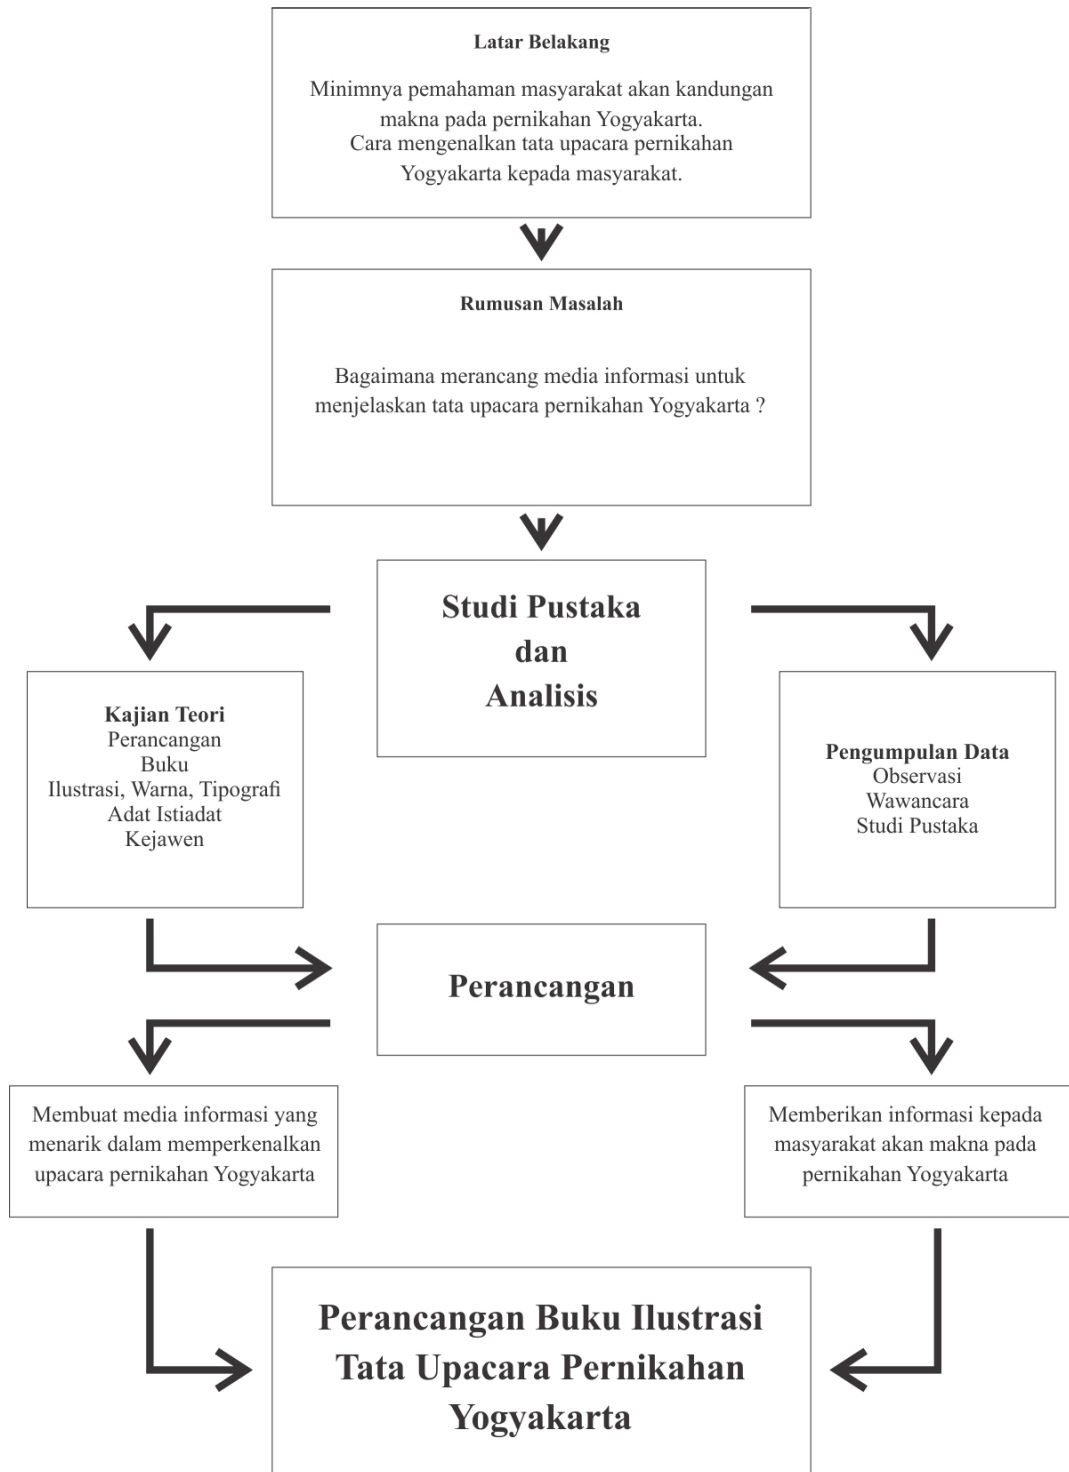 Latar Belakang
Minimnya pemahaman masyarakat akan kandungan
makna pada pernikahan Yogyakarta.
Cara mengenalkan tata upacara pernikahan
Yogyakarta kepada masyarakat.
Rumusan Masalah
Bagaimana merancang media informasi untuk
menjelaskan tata upacara pernikahan Yogyakarta ?
Studi Pustaka
dan
Analisis
Kajian Teori
Perancangan
Buku
Ilustrasi, Warna, Tipografi
Adat Istiadat
Kejawen
Pengumpulan Data
Observasi
Wawancara
Studi Pustaka
Perancangan
Membuat media informasi yang
menarik dalam memperkenalkan
upacara pernikahan Yogyakarta
Memberikan informasi kepada
masyarakat akan makna pada
pernikahan Yogyakarta
Perancangan Buku Ilustrasi
Tata Upacara Pernikahan
Yogyakarta